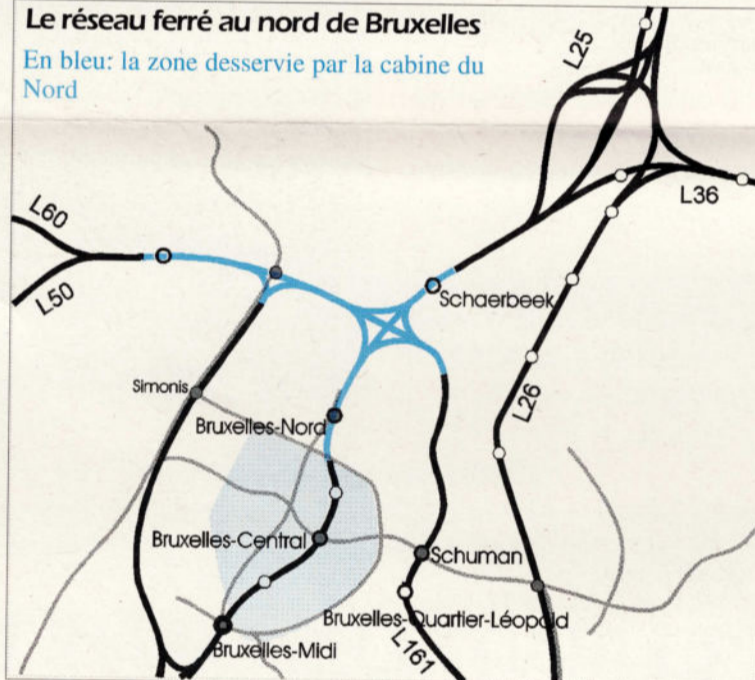 Le réseau ferré au nord de Bruxelles
En bleu: la zone desservie par la cabine du
Nord
L25
L60
L36
L50
Schaerbeek
Simonis
L26
Bruxelles-Nord
Bruxelles-Central
Schuman
Bruxelles-Quartier-Léopold
L161
Bruxelles-Midi